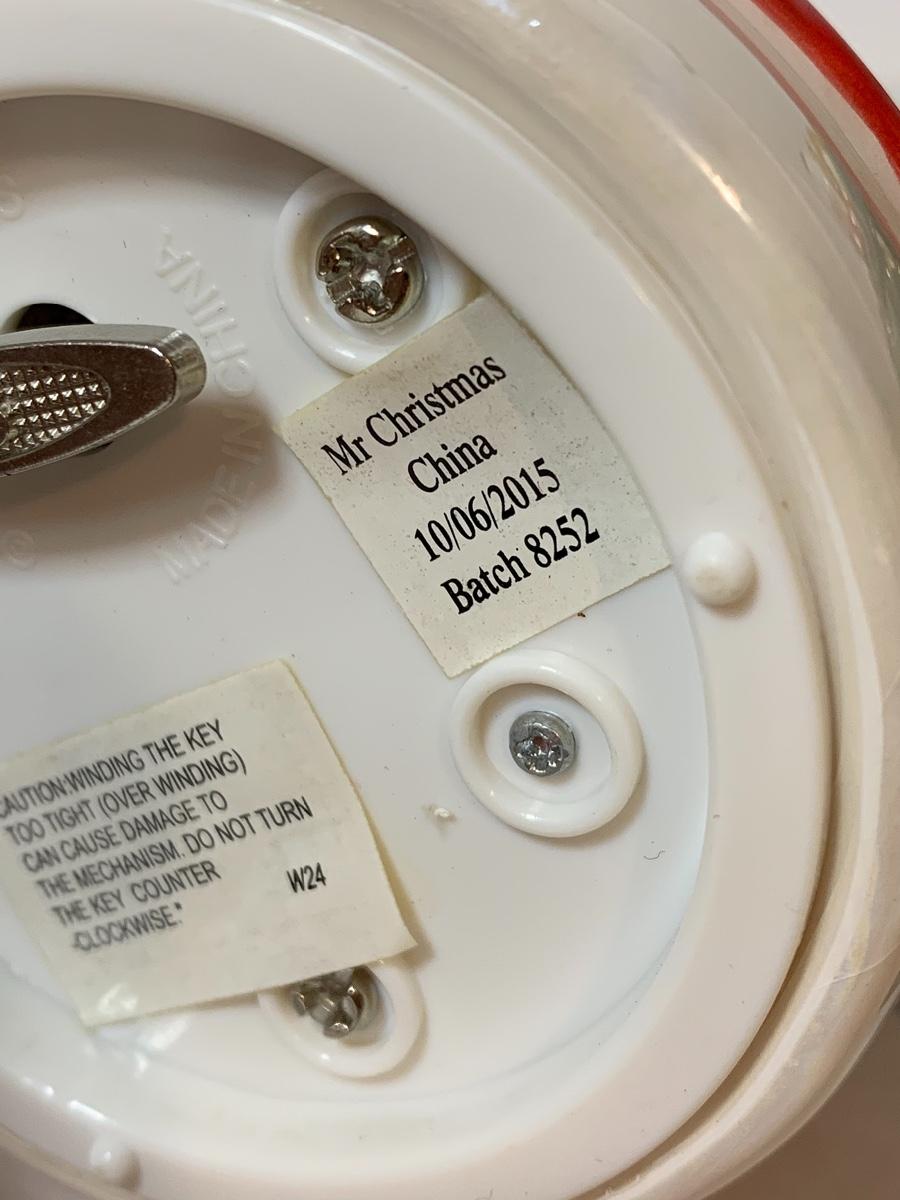 MADE IN CHINA
Mr Christmas
China
10/06/2015
Batch 8252
CAUTION:WINDING THE KEY
TOO TIGHT (OVER WINDING)
CAN CAUSE DAMAGE TO
THE MECHANISM. DO NOT TURN
THE KEY COUNTER W24
-CLOCKWISE."